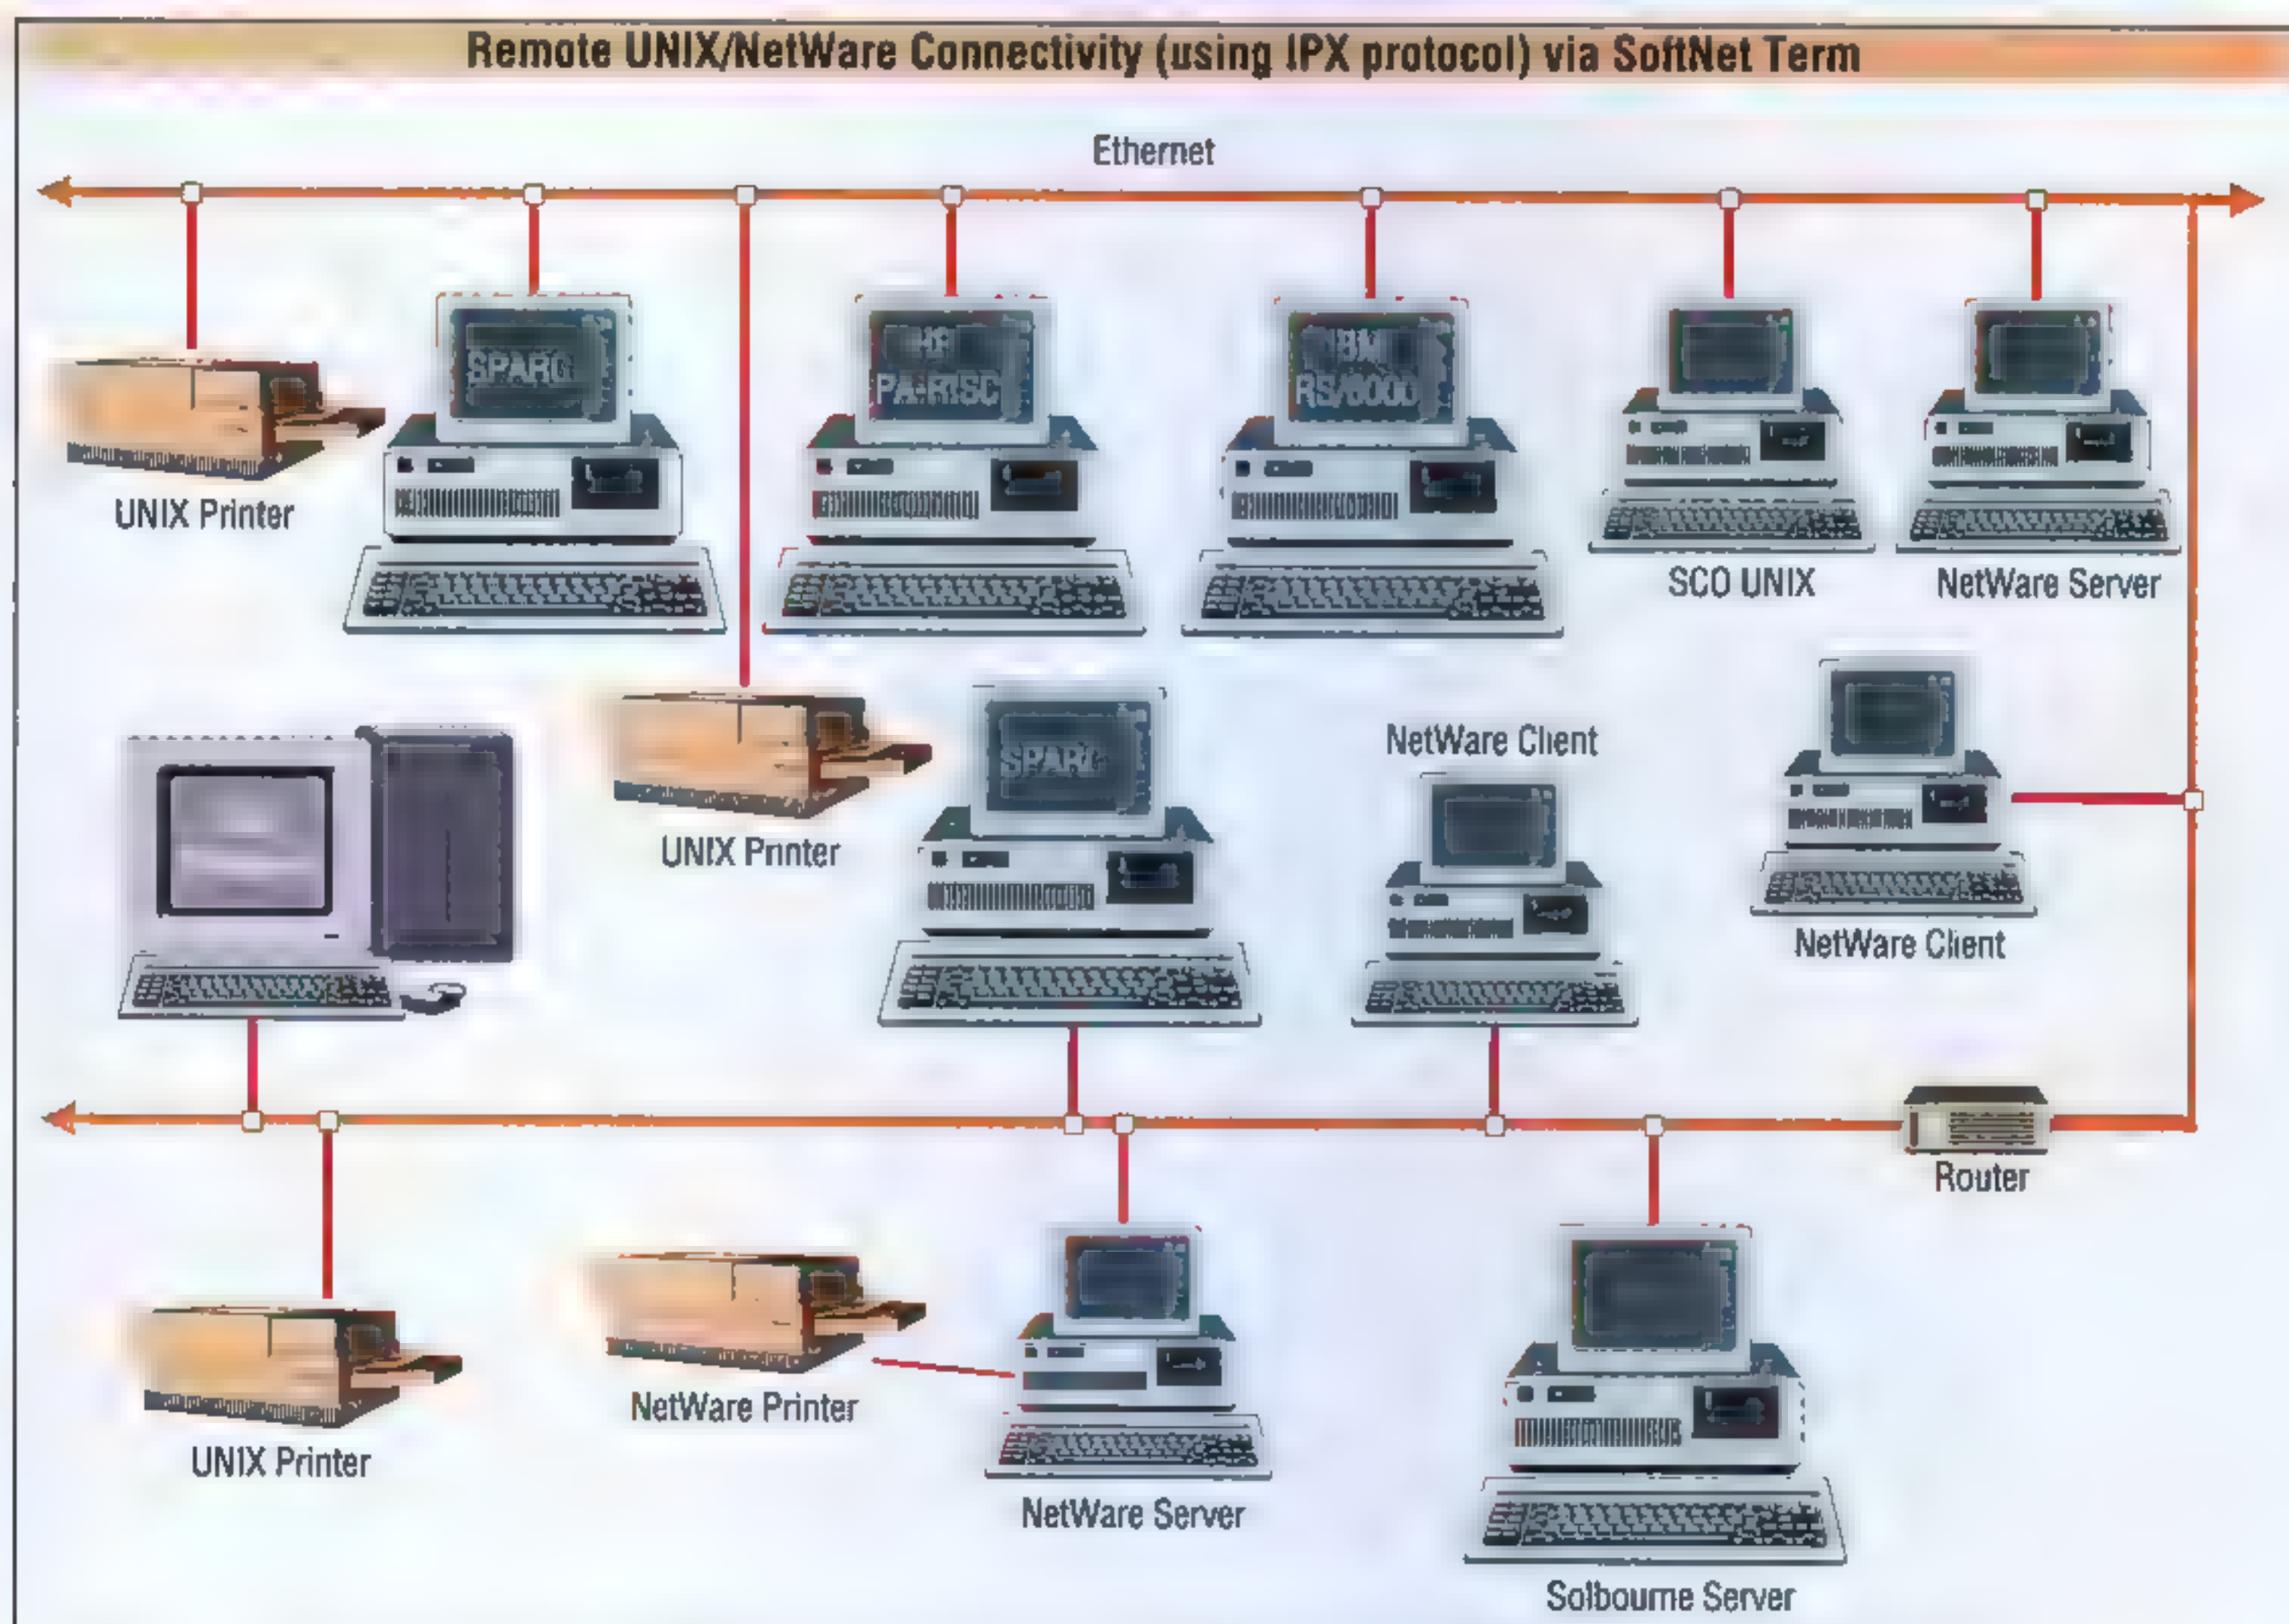 Remote UNIX/NetWare Connectivity (using IPX protocol) via SoftNet Term
Ethernet
SPARC
HP
PA-RISC
IBM
RS/6000
UNIX Printer
SCO UNIX
NetWare Server
SPARC
NetWare Client
UNIX Printer
NetWare Client
Router
NetWare Printer
UNIX Printer
NetWare Server
Solbourne Server